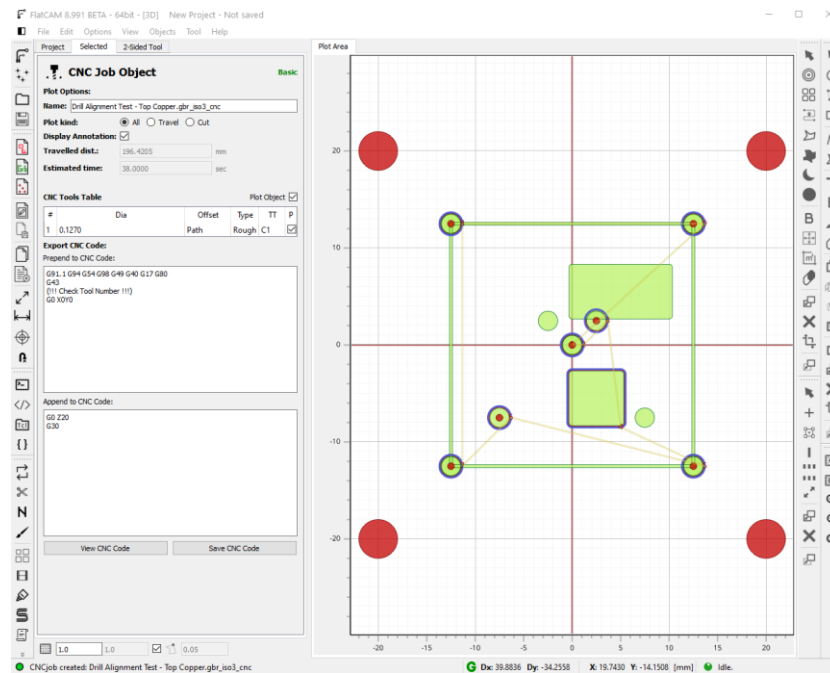 FlatCAM 8.991 BETA - 64bit - [3D] New Project - Not saved
File Edit Options View Objects Tool Help
Project Selected 2-Sided Tool
Plot Area
CNC Job Object Basic
Plot Options:
Name: Drill Alignment Test - Top Copper.gbr_iso3_cnc
Plot kind: All Travel Cut
Display Annotation:
Travelled dist.: 196.4205 mm
Estimated time: 38.0000 sec
CNC Tools Table Plot Object
# Dia Offset Type TT P
1 0.1270 Path Rough C1
Export CNC Code:
Prepend to CNC Code:
G91.1 G94 G54 G98 G49 G40 G17 G80
G43
(!!! Check Tool Number !!!)
G0 X0Y0
Append to CNC Code:
G0 Z20
G30
View CNC Code Save CNC Code
20
10
0
-10
-20
-20 -15 -10 -5 0 5 10 15 20
1.0 1.0 0.05
CNCjob created: Drill Alignment Test - Top Copper.gbr_iso3_cnc
G Dx: 39.8836 Dy: -34.2558 X: 19.7430 Y: -14.1508 [mm] Idle.